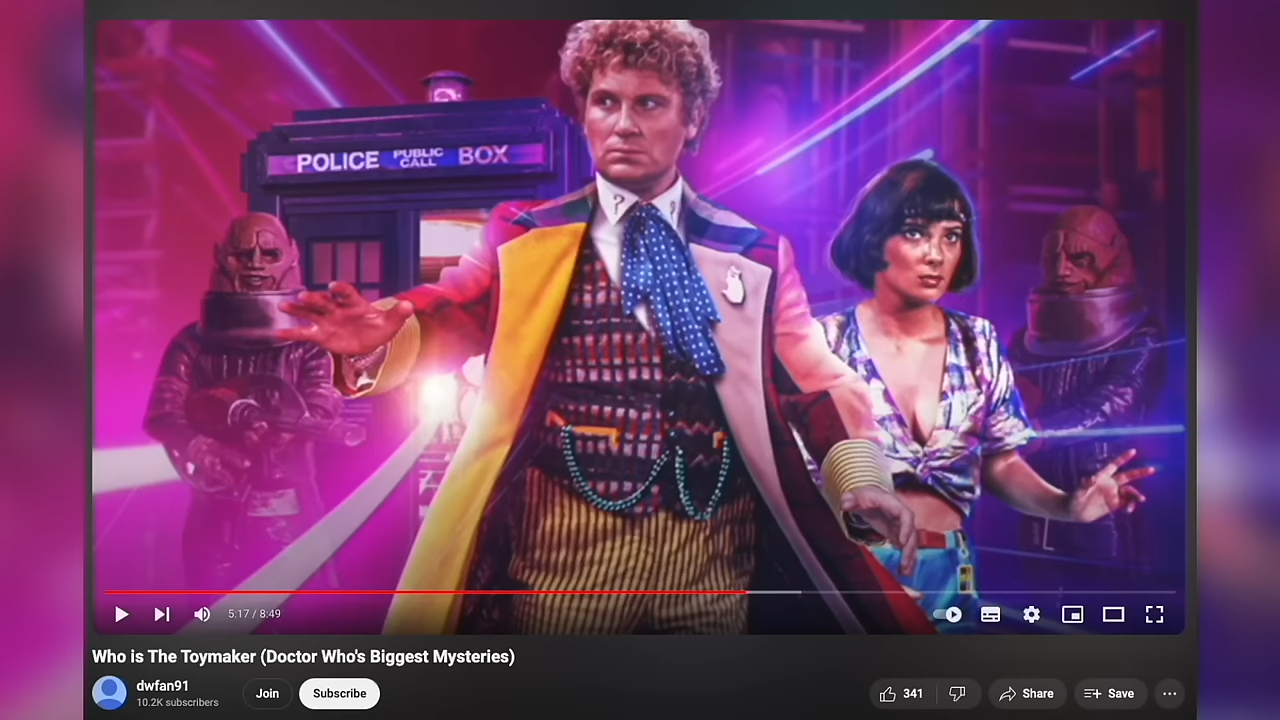 POLICE PUBLIC CALL BOX
? ?
5:17 / 8:49
Who is The Toymaker (Doctor Who's Biggest Mysteries)
dwfan91
10.2K subscribers
Join
Subscribe
341
Share
Save